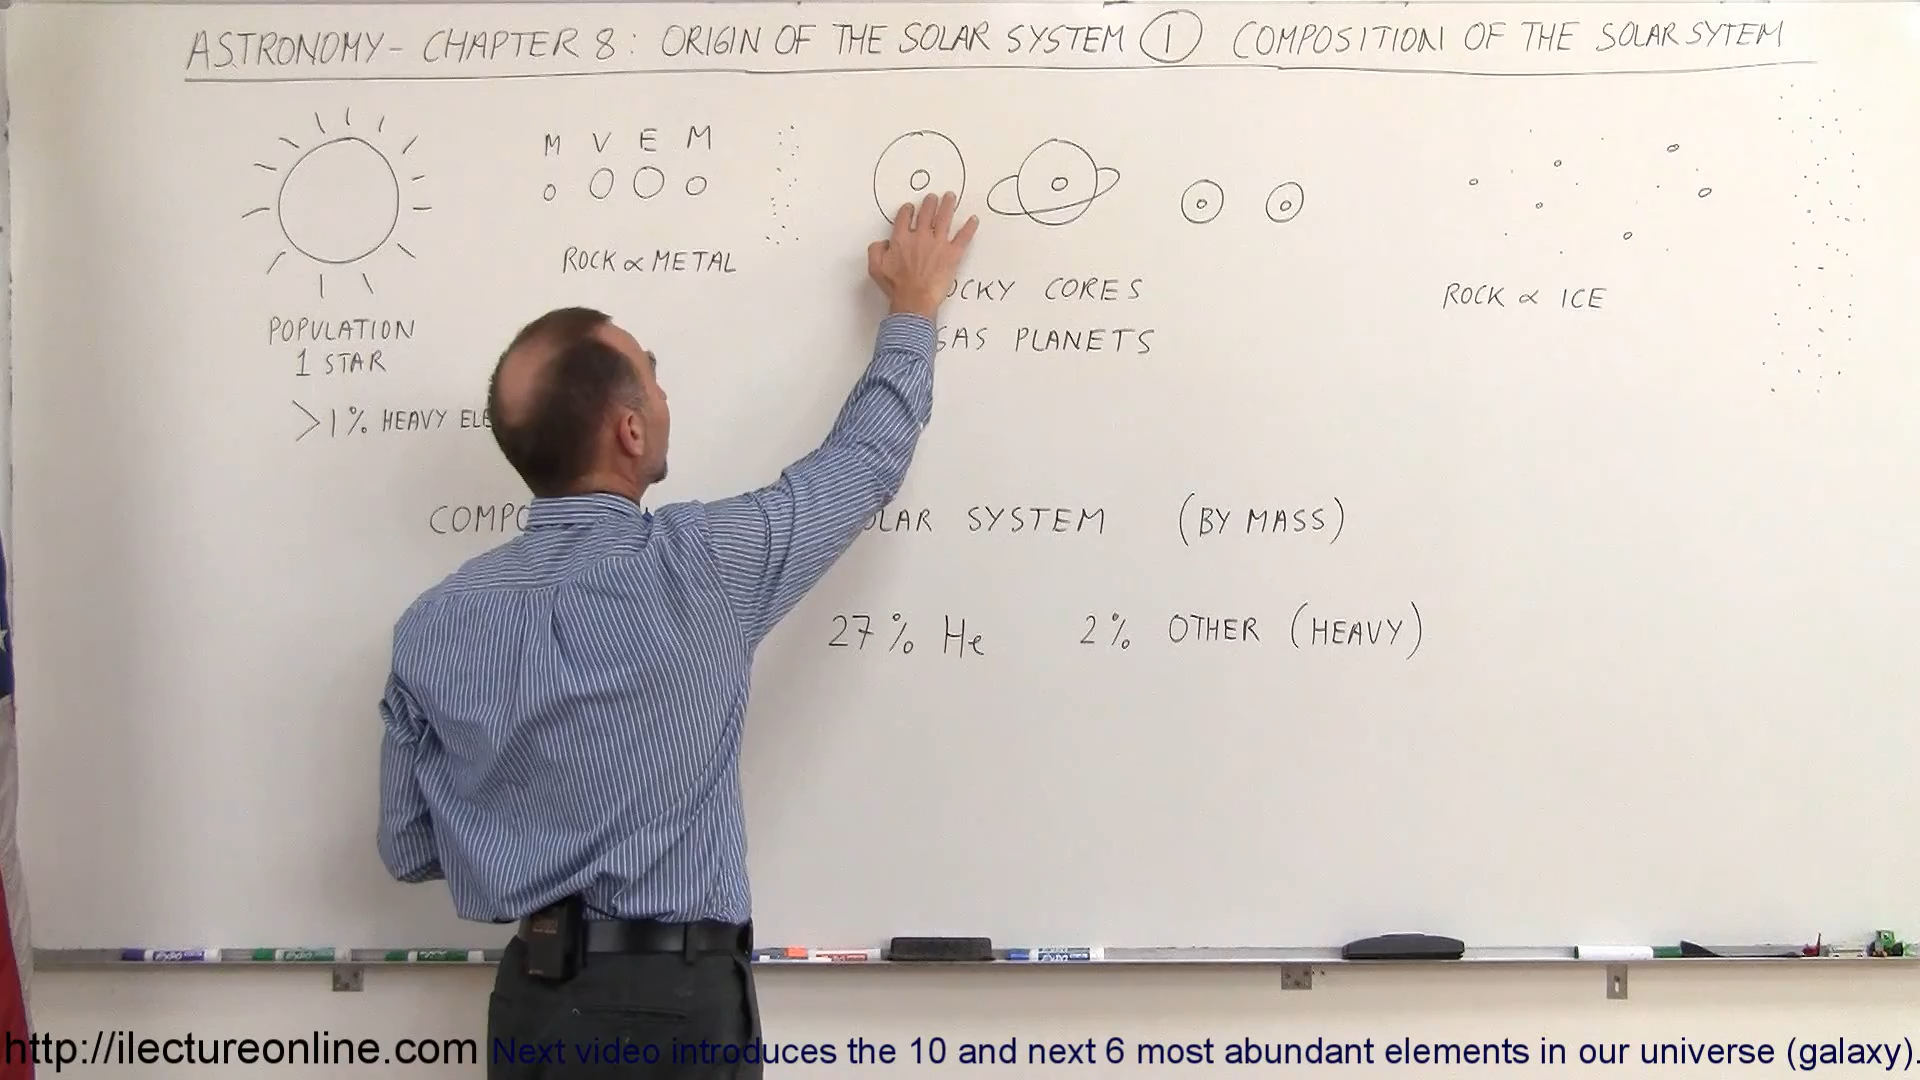 ASTRONOMY - CHAPTER 8: ORIGIN OF THE SOLAR SYSTEM 1 COMPOSITION OF THE SOLAR SYTEM
M V E M
ROCK & METAL
POPULATION
1 STAR
>1% HEAVY ELE
OCKY CORES
GAS PLANETS
ROCK & ICE
COMPO OLAR SYSTEM (BY MASS)
27% He 2% OTHER (HEAVY)
http://ilectureonline.com Next video introduces the 10 and next 6 most abundant elements in our universe (galaxy).